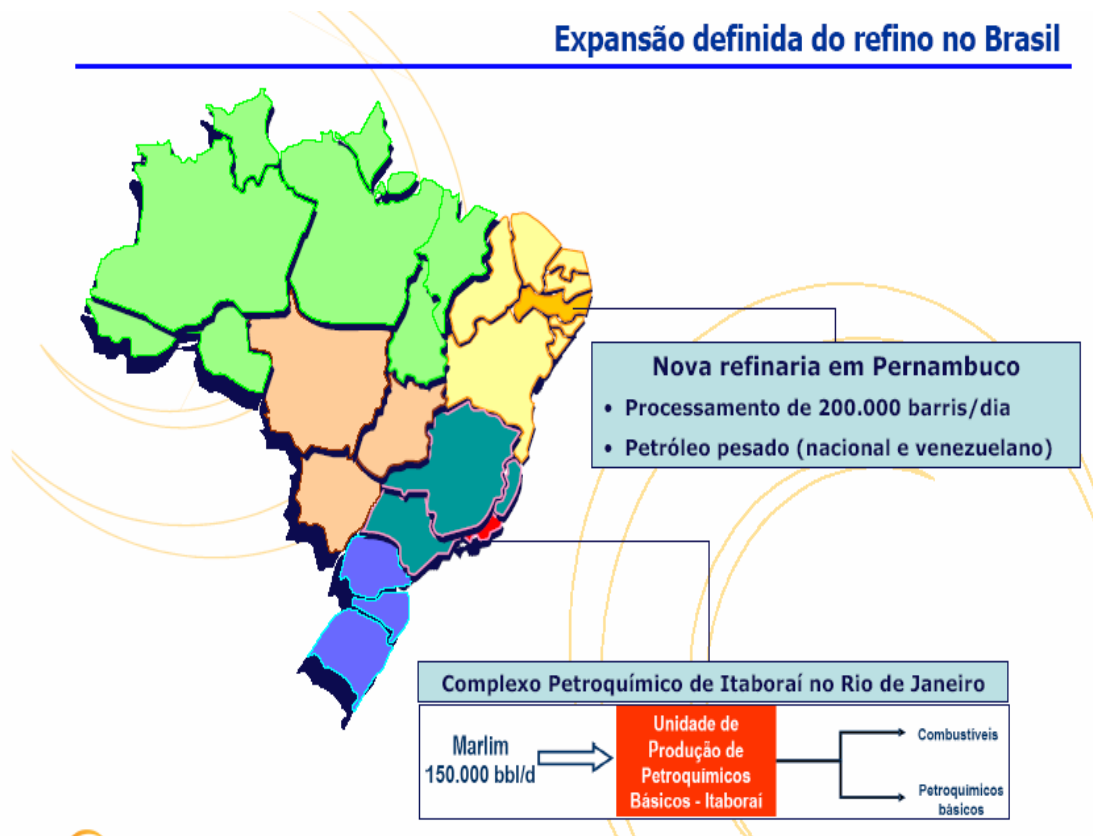 Expansão definida do refino no Brasil
Nova refinaria em Pernambuco
• Processamento de 200.000 barris/dia
• Petróleo pesado (nacional e venezuelano)
Complexo Petroquímico de Itaboraí no Rio de Janeiro
Marlim
150.000 bbl/d
Unidade de
Produção de
Petroquímicos
Básicos - Itaboraí
Combustíveis
Petroquímicos
básicos